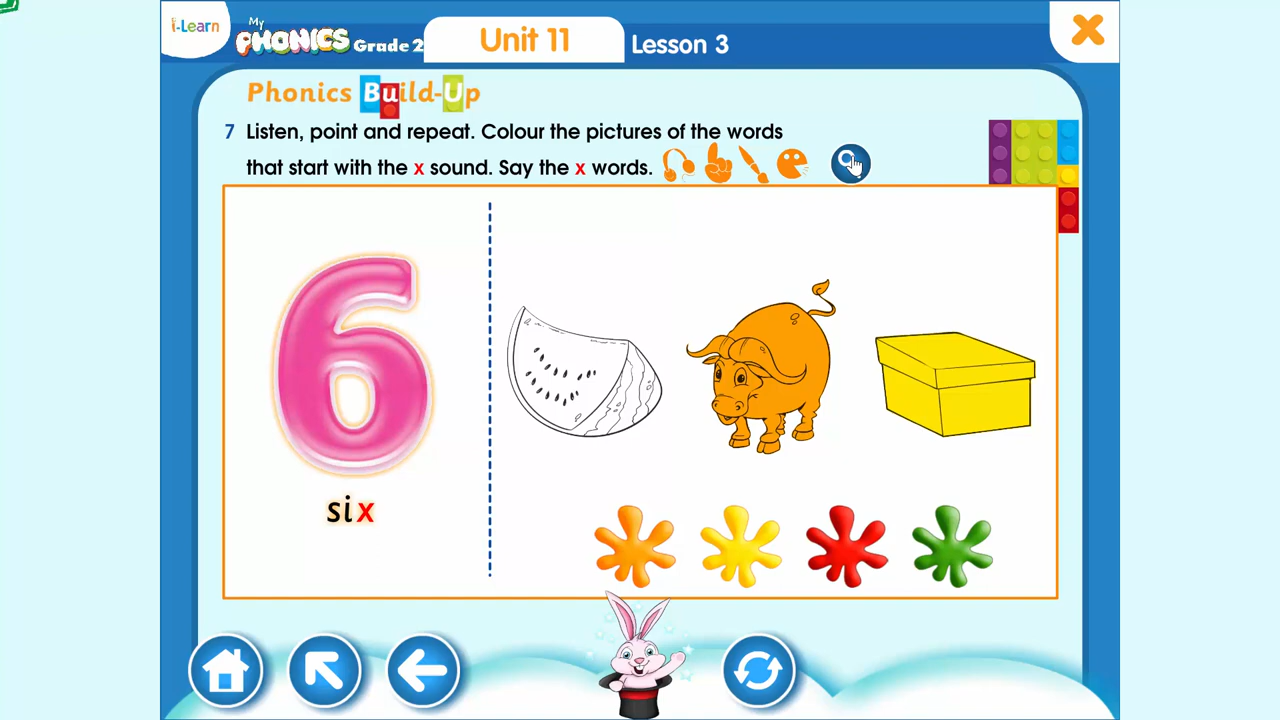 i-Learn
My
PHONICS Grade 2
Unit 11
Lesson 3
Phonics Build-Up
7 Listen, point and repeat. Colour the pictures of the words
that start with the x sound. Say the x words.
6
six